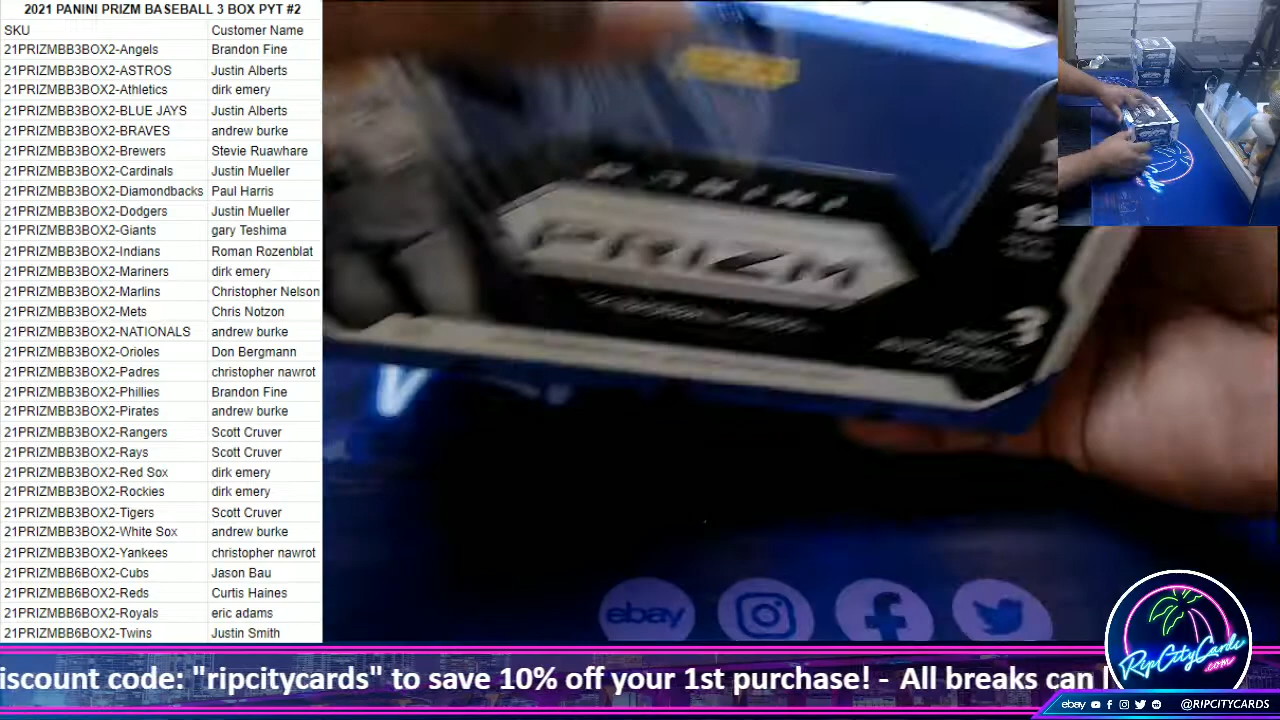 2021 PANINI PRIZM BASEBALL 3 BOX PYT #2
SKU Customer Name
21PRIZMBB3BOX2-Angels Brandon Fine
21PRIZMBB3BOX2-ASTROS Justin Alberts
21PRIZMBB3BOX2-Athletics dirk emery
21PRIZMBB3BOX2-BLUE JAYS Justin Alberts
21PRIZMBB3BOX2-BRAVES andrew burke
21PRIZMBB3BOX2-Brewers Stevie Ruawhare
21PRIZMBB3BOX2-Cardinals Justin Mueller
21PRIZMBB3BOX2-Diamondbacks Paul Harris
21PRIZMBB3BOX2-Dodgers Justin Mueller
21PRIZMBB3BOX2-Giants gary Teshima
21PRIZMBB3BOX2-Indians Roman Rozenblat
21PRIZMBB3BOX2-Mariners dirk emery
21PRIZMBB3BOX2-Marlins Christopher Nelson
21PRIZMBB3BOX2-Mets Chris Notzon
21PRIZMBB3BOX2-NATIONALS andrew burke
21PRIZMBB3BOX2-Orioles Don Bergmann
21PRIZMBB3BOX2-Padres christopher nawrot
21PRIZMBB3BOX2-Phillies Brandon Fine
21PRIZMBB3BOX2-Pirates andrew burke
21PRIZMBB3BOX2-Rangers Scott Cruver
21PRIZMBB3BOX2-Rays Scott Cruver
21PRIZMBB3BOX2-Red Sox dirk emery
21PRIZMBB3BOX2-Rockies dirk emery
21PRIZMBB3BOX2-Tigers Scott Cruver
21PRIZMBB3BOX2-White Sox andrew burke
21PRIZMBB3BOX2-Yankees christopher nawrot
21PRIZMBB6BOX2-Cubs Jason Bau
21PRIZMBB6BOX2-Reds Curtis Haines
21PRIZMBB6BOX2-Royals eric adams
21PRIZMBB6BOX2-Twins Justin Smith
PANINI
PRIZM
3
ebay
RipCityCards
.com
iscount code: "ripcitycards" to save 10% off your 1st purchase! - All breaks can
ebay @RIPCITYCARDS